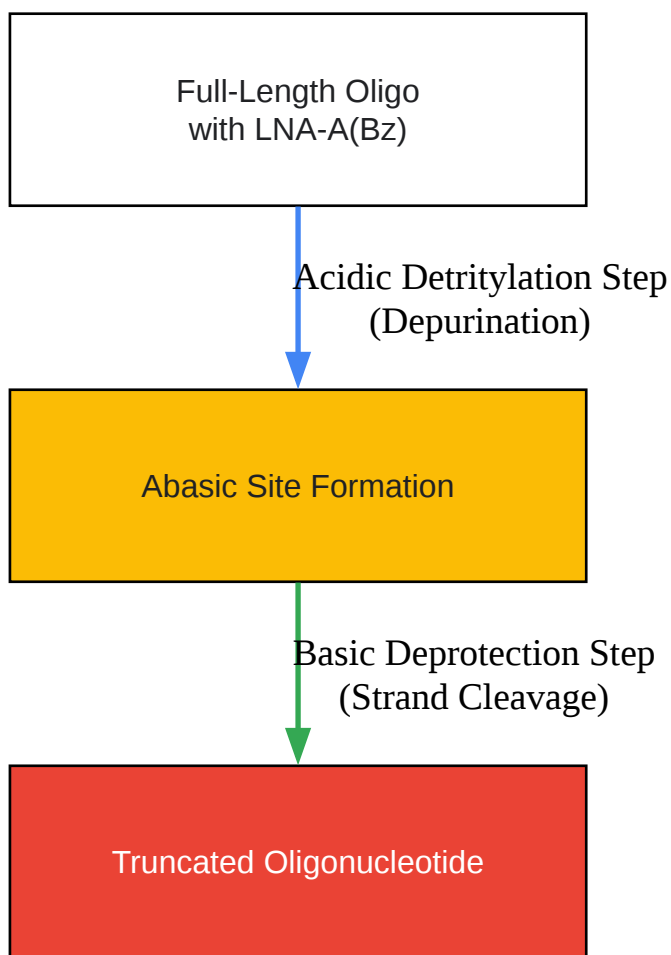 Full-Length Oligo
with LNA-A(Bz)
Acidic Detritylation Step
(Depurination)
Abasic Site Formation
Basic Deprotection Step
(Strand Cleavage)
Truncated Oligonucleotide